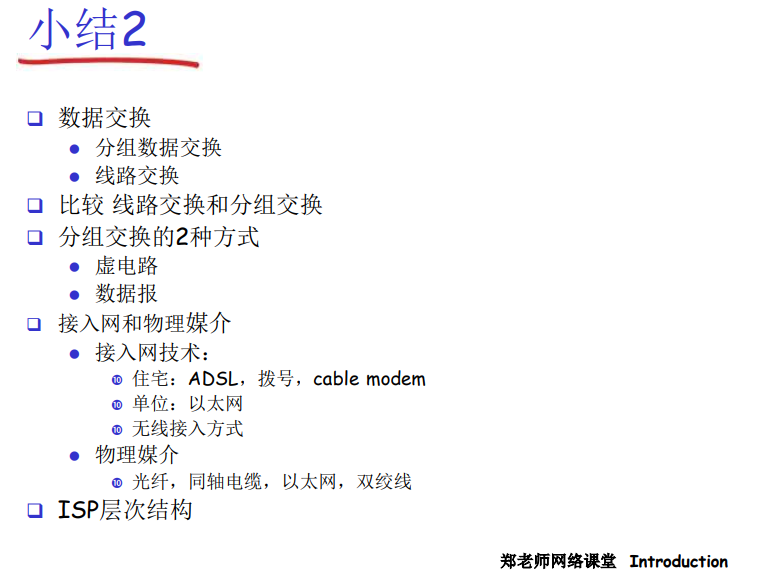 小结2
数据交换
分组数据交换
线路交换
比较 线路交换和分组交换
分组交换的2种方式
虚电路
数据报
接入网和物理媒介
接入网技术：
住宅：ADSL，拨号，cable modem
单位：以太网
无线接入方式
物理媒介
光纤，同轴电缆，以太网，双绞线
ISP层次结构
郑老师网络课堂 Introduction